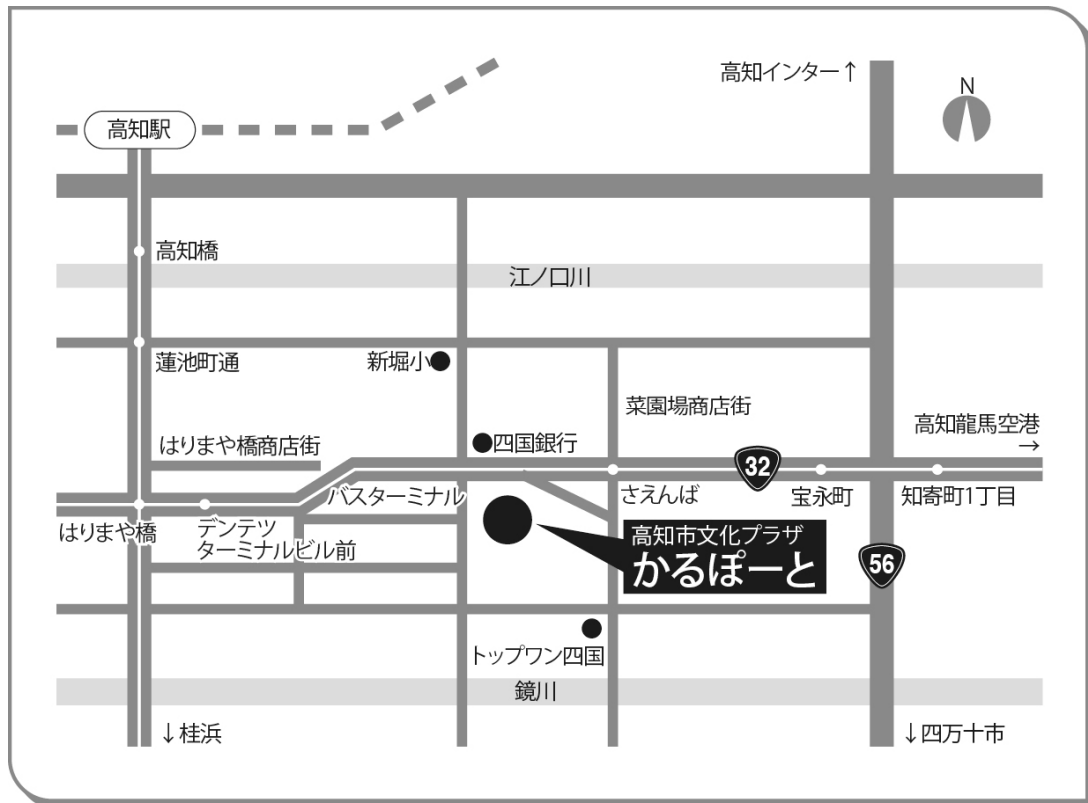 高知インター↑
N
高知駅
高知橋
江ノ口川
蓮池町通
新堀小
菜園場商店街
高知龍馬空港
→
はりまや橋商店街
四国銀行
32
バスターミナル
さえんば
宝永町
知寄町1丁目
はりまや橋
デンテツ
ターミナルビル前
高知市文化プラザ
かるぽーと
56
トップワン四国
鏡川
↓桂浜
↓四万十市